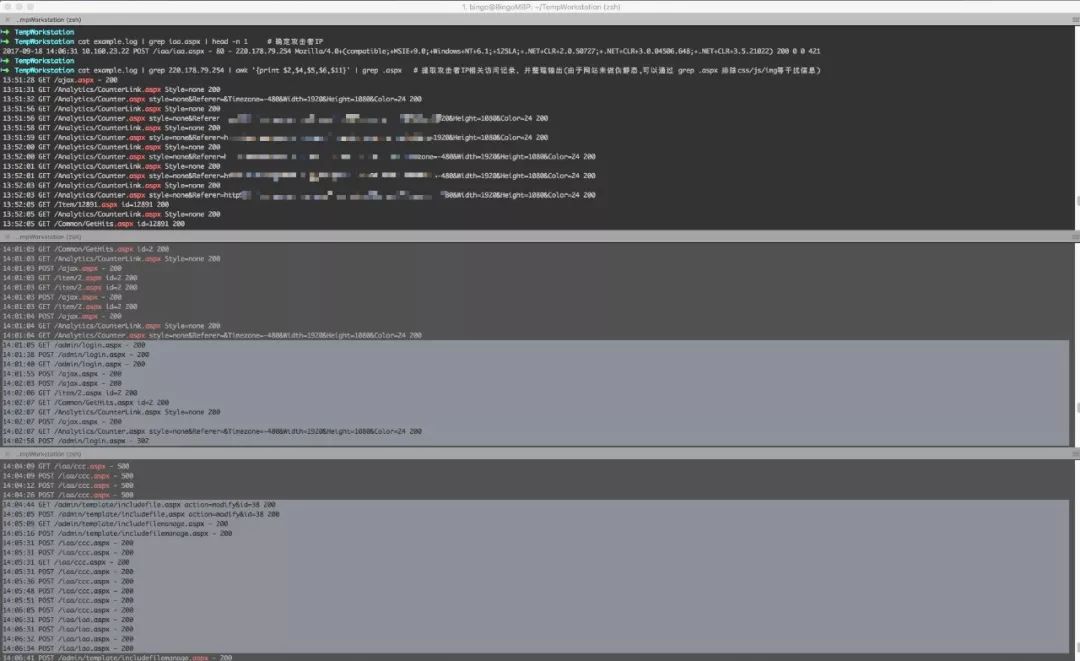 1. bingo@BingoMBP: ~/TempWorkstation (zsh)
..mpWorkstation (zsh)
TempWorkstation
TempWorkstation cat example.log | grep iaa.aspx | head -n 1 # 确定攻击者IP
2017-09-18 14:06:31 10.160.23.22 POST /iaa/iaa.aspx - 80 - 220.178.79.254 Mozilla/4.0+(compatible;+MSIE+9.0;+Windows+NT+6.1;+125LA;+.NET+CLR+2.0.50727;+.NET+CLR+3.0.04506.648;+.NET+CLR+3.5.21022) 200 0 0 421
TempWorkstation
TempWorkstation cat example.log | grep 220.178.79.254 | awk '{print $2,$4,$5,$6,$11}' | grep .aspx # 提取攻击者IP相关访问记录, 并整理输出(由于网站未做伪静态,可以通过 grep .aspx 排除css/js/img等干扰信息)
13:51:28 GET /ajax.aspx - 200
13:51:31 GET /Analytics/CounterLink.aspx Style=none 200
13:51:32 GET /Analytics/Counter.aspx style=none&Referer=&Timezone=-480&Width=1920&Height=1080&Color=24 200
13:51:56 GET /Analytics/CounterLink.aspx Style=none 200
13:51:56 GET /Analytics/Counter.aspx style=none&Referer 20&Height=1080&Color=24 200
13:51:58 GET /Analytics/CounterLink.aspx Style=none 200
13:51:59 GET /Analytics/Counter.aspx style=none&Referer=h =1920&Height=1080&Color=24 200
13:52:00 GET /Analytics/CounterLink.aspx Style=none 200
13:52:00 GET /Analytics/Counter.aspx style=none&Referer= mezone=-480&Width=1920&Height=1080&Color=24 200
13:52:01 GET /Analytics/CounterLink.aspx Style=none 200
13:52:01 GET /Analytics/Counter.aspx style=none&Referer=ht =-480&Width=1920&Height=1080&Color=24 200
13:52:03 GET /Analytics/CounterLink.aspx Style=none 200
13:52:03 GET /Analytics/Counter.aspx style=none&Referer=http 80&Width=1920&Height=1080&Color=24 200
13:52:05 GET /Item/12891.aspx id=12891 200
13:52:05 GET /Analytics/CounterLink.aspx Style=none 200
13:52:05 GET /Common/GetHits.aspx id=12891 200
..mpWorkstation (zsh)
14:01:03 GET /Common/GetHits.aspx id=2 200
14:01:03 GET /Analytics/CounterLink.aspx Style=none 200
14:01:03 POST /ajax.aspx - 200
14:01:03 GET /item/2.aspx id=2 200
14:01:03 GET /item/2.aspx id=2 200
14:01:03 POST /ajax.aspx - 200
14:01:03 GET /item/2.aspx id=2 200
14:01:04 POST /ajax.aspx - 200
14:01:04 GET /Analytics/CounterLink.aspx Style=none 200
14:01:04 GET /Analytics/Counter.aspx style=none&Referer=&Timezone=-480&Width=1920&Height=1080&Color=24 200
14:01:05 GET /admin/login.aspx - 200
14:01:38 POST /admin/login.aspx - 200
14:01:40 GET /admin/login.aspx - 200
14:01:55 POST /ajax.aspx - 200
14:02:03 POST /ajax.aspx - 200
14:02:06 GET /item/2.aspx id=2 200
14:02:07 GET /Common/GetHits.aspx id=2 200
14:02:07 GET /Analytics/CounterLink.aspx Style=none 200
14:02:07 POST /ajax.aspx - 200
14:02:07 GET /Analytics/Counter.aspx style=none&Referer=&Timezone=-480&Width=1920&Height=1080&Color=24 200
14:02:58 POST /admin/login.aspx - 302
..mpWorkstation (zsh)
14:04:09 GET /iaa/ccc.aspx - 500
14:04:09 POST /iaa/ccc.aspx - 500
14:04:12 POST /iaa/ccc.aspx - 500
14:04:26 POST /iaa/ccc.aspx - 500
14:04:44 GET /admin/template/includefile.aspx action=modify&id=38 200
14:05:05 POST /admin/template/includefile.aspx action=modify&id=38 200
14:05:09 GET /admin/template/includefilemanage.aspx - 200
14:05:16 POST /admin/template/includefilemanage.aspx - 200
14:05:31 POST /iaa/ccc.aspx - 200
14:05:31 POST /iaa/ccc.aspx - 200
14:05:31 GET /iaa/ccc.aspx - 200
14:05:31 POST /iaa/ccc.aspx - 200
14:05:36 POST /iaa/ccc.aspx - 200
14:05:48 POST /iaa/ccc.aspx - 200
14:05:51 POST /iaa/ccc.aspx - 200
14:06:05 POST /iaa/ccc.aspx - 200
14:06:31 POST /iaa/iaa.aspx - 200
14:06:31 POST /iaa/iaa.aspx - 200
14:06:32 POST /iaa/iaa.aspx - 200
14:06:34 POST /iaa/iaa.aspx - 200
14:06:41 POST /admin/template/includefilemanage.aspx - 200